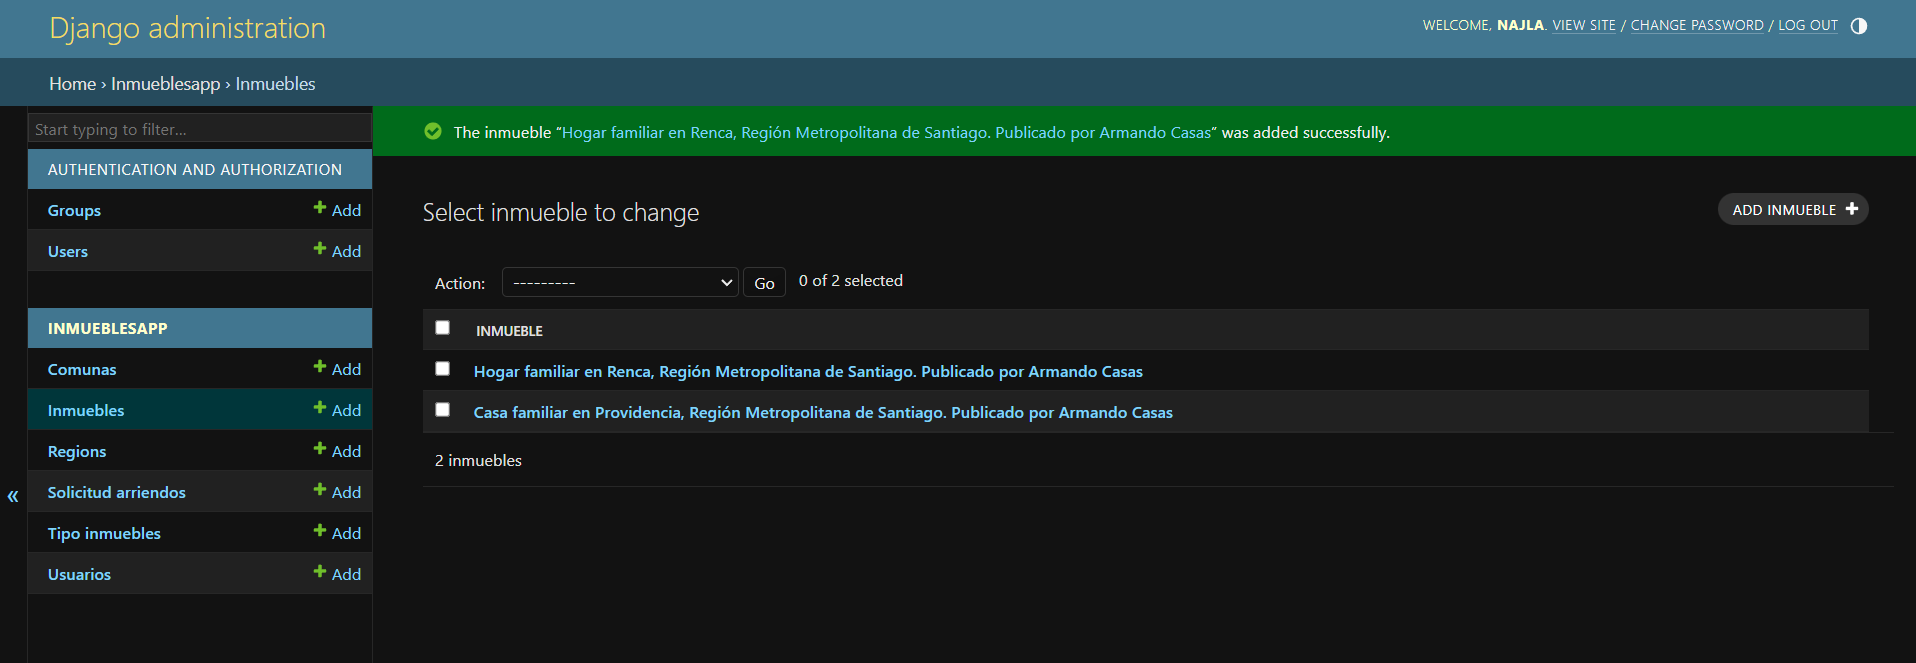 Django administration
WELCOME, NAJLA. VIEW SITE / CHANGE PASSWORD / LOG OUT
Home › Inmueblesapp › Inmuebles
Start typing to filter...
AUTHENTICATION AND AUTHORIZATION
Groups + Add
Users + Add
INMUEBLESAPP
Comunas + Add
Inmuebles + Add
Regions + Add
Solicitud arriendos + Add
Tipo inmuebles + Add
Usuarios + Add
«
The inmueble “Hogar familiar en Renca, Región Metropolitana de Santiago. Publicado por Armando Casas” was added successfully.
Select inmueble to change
ADD INMUEBLE +
Action: --------- Go 0 of 2 selected
INMUEBLE
Hogar familiar en Renca, Región Metropolitana de Santiago. Publicado por Armando Casas
Casa familiar en Providencia, Región Metropolitana de Santiago. Publicado por Armando Casas
2 inmuebles